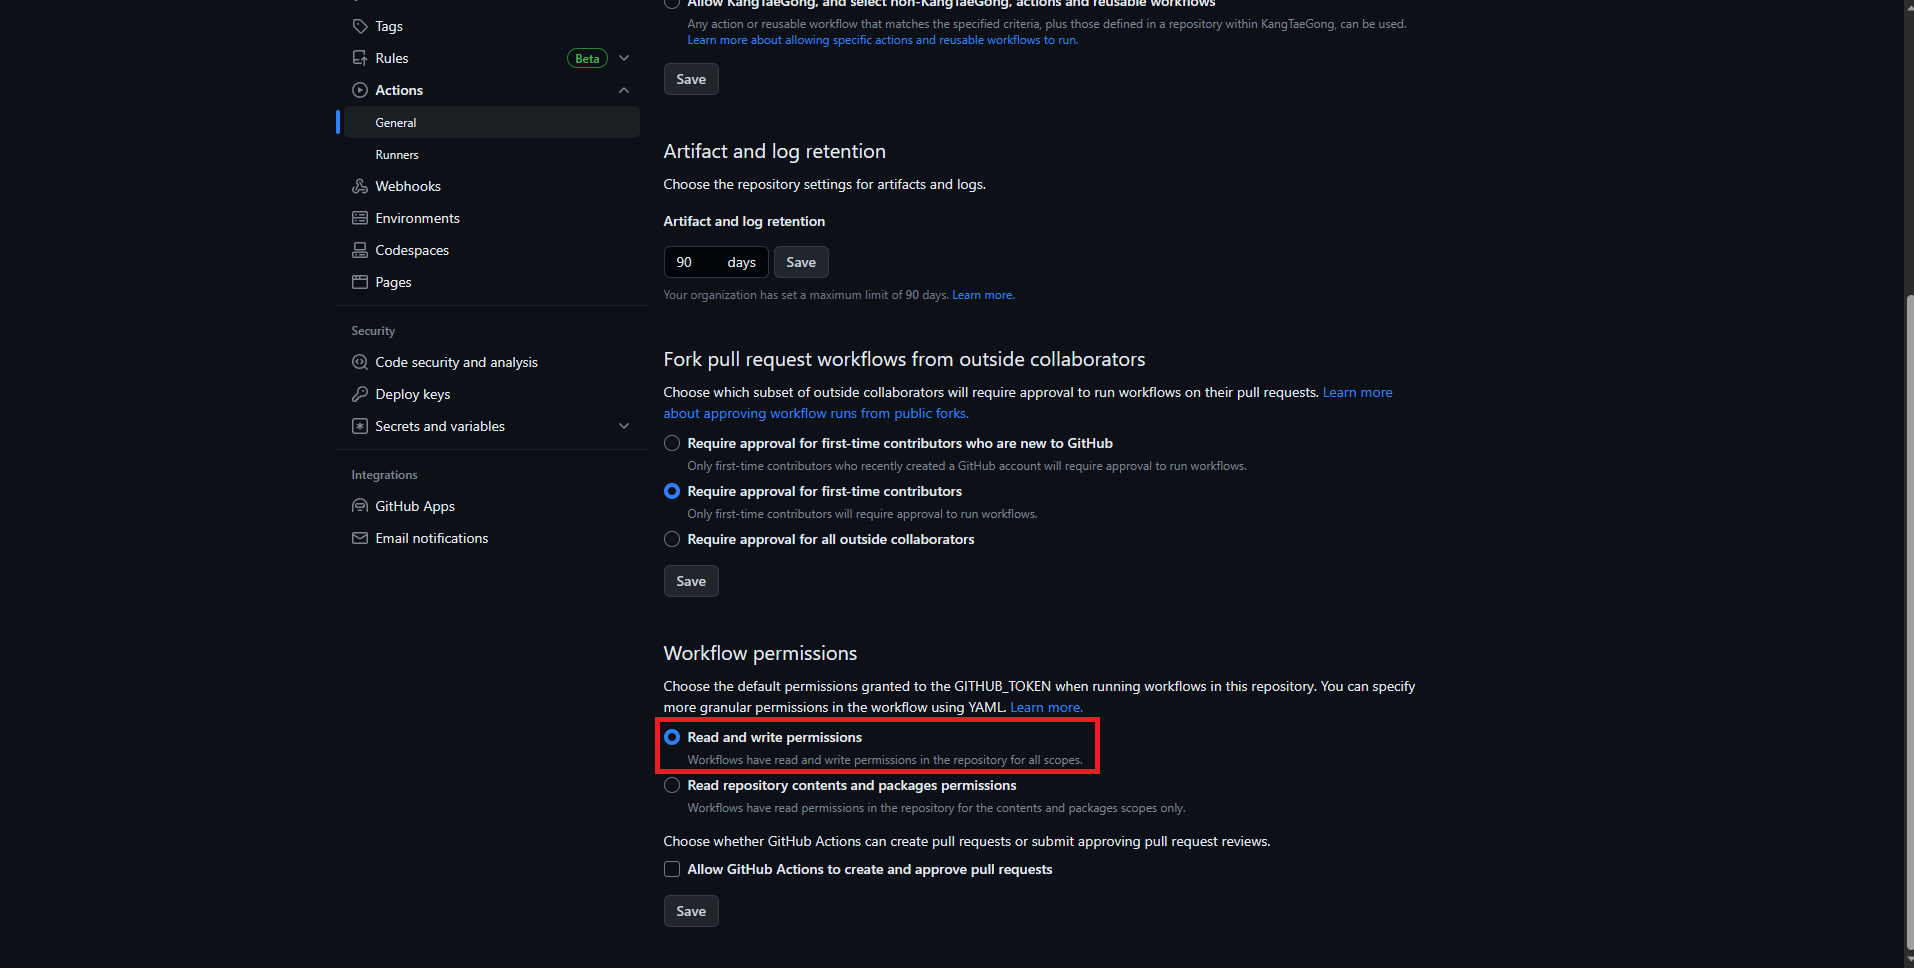 Tags
Rules Beta
Actions
General
Runners
Webhooks
Environments
Codespaces
Pages
Security
Code security and analysis
Deploy keys
Secrets and variables
Integrations
GitHub Apps
Email notifications
Allow KangTaeGong, and select non-KangTaeGong, actions and reusable workflows
Any action or reusable workflow that matches the specified criteria, plus those defined in a repository within KangTaeGong, can be used.
Learn more about allowing specific actions and reusable workflows to run.
Save
Artifact and log retention
Choose the repository settings for artifacts and logs.
Artifact and log retention
90 days Save
Your organization has set a maximum limit of 90 days. Learn more.
Fork pull request workflows from outside collaborators
Choose which subset of outside collaborators will require approval to run workflows on their pull requests. Learn more
about approving workflow runs from public forks.
Require approval for first-time contributors who are new to GitHub
Only first-time contributors who recently created a GitHub account will require approval to run workflows.
Require approval for first-time contributors
Only first-time contributors will require approval to run workflows.
Require approval for all outside collaborators
Save
Workflow permissions
Choose the default permissions granted to the GITHUB_TOKEN when running workflows in this repository. You can specify
more granular permissions in the workflow using YAML. Learn more.
Read and write permissions
Workflows have read and write permissions in the repository for all scopes.
Read repository contents and packages permissions
Workflows have read permissions in the repository for the contents and packages scopes only.
Choose whether GitHub Actions can create pull requests or submit approving pull request reviews.
Allow GitHub Actions to create and approve pull requests
Save